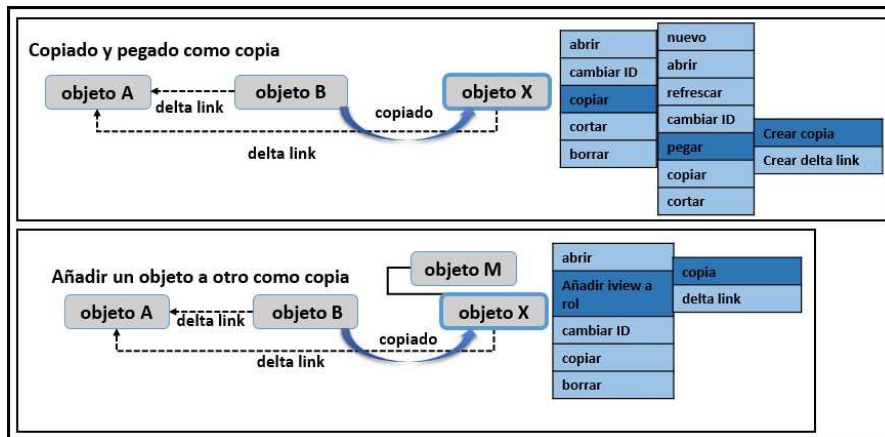 Copiado y pegado como copia
objeto A
delta link
objeto B
copiado
objeto X
delta link
abrir
cambiar ID
copiar
cortar
borrar
nuevo
abrir
refrescar
cambiar ID
pegar
copiar
cortar
Crear copia
Crear delta link
Añadir un objeto a otro como copia
objeto M
objeto A
delta link
objeto B
copiado
objeto X
delta link
abrir
Añadir iview a
rol
cambiar ID
copiar
borrar
copia
delta link